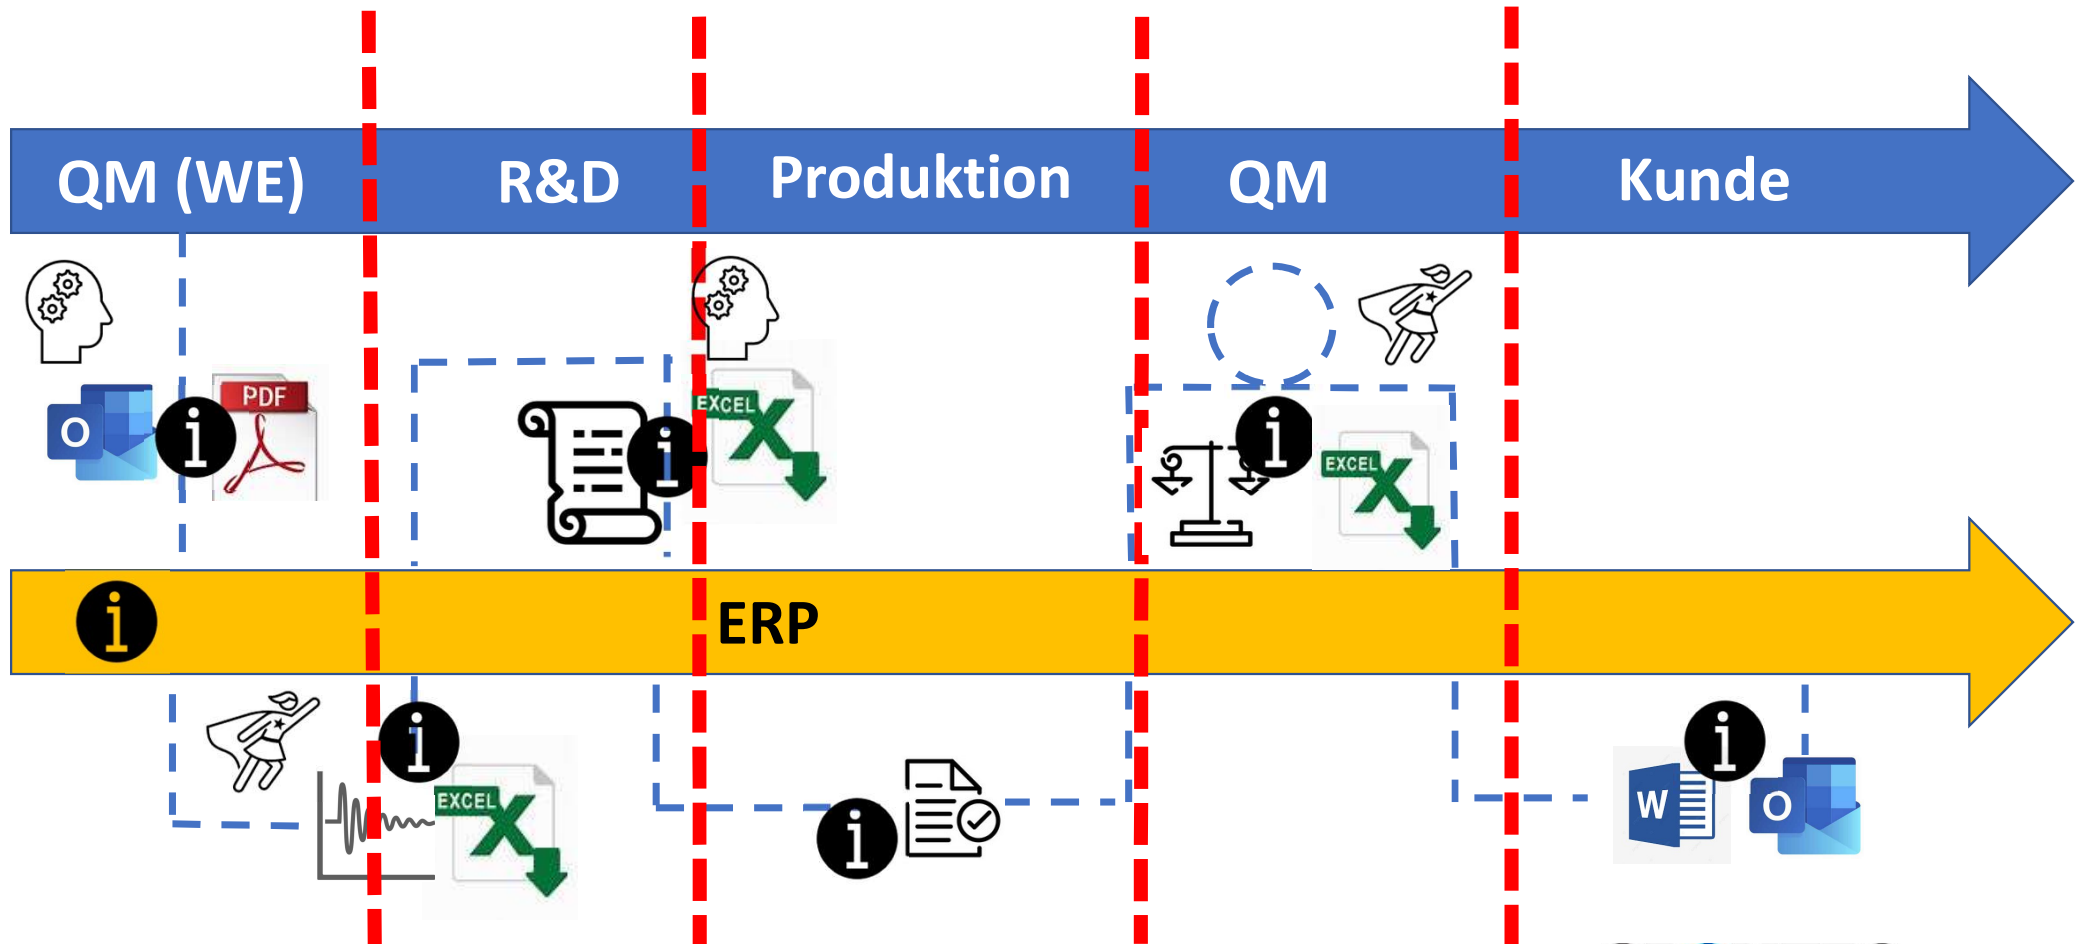 QM (WE)
R&D
Produktion
QM
Kunde
O
i
PDF
i
EXCEL
X
i
EXCEL
X
i
ERP
i
EXCEL
X
i
i
W
O